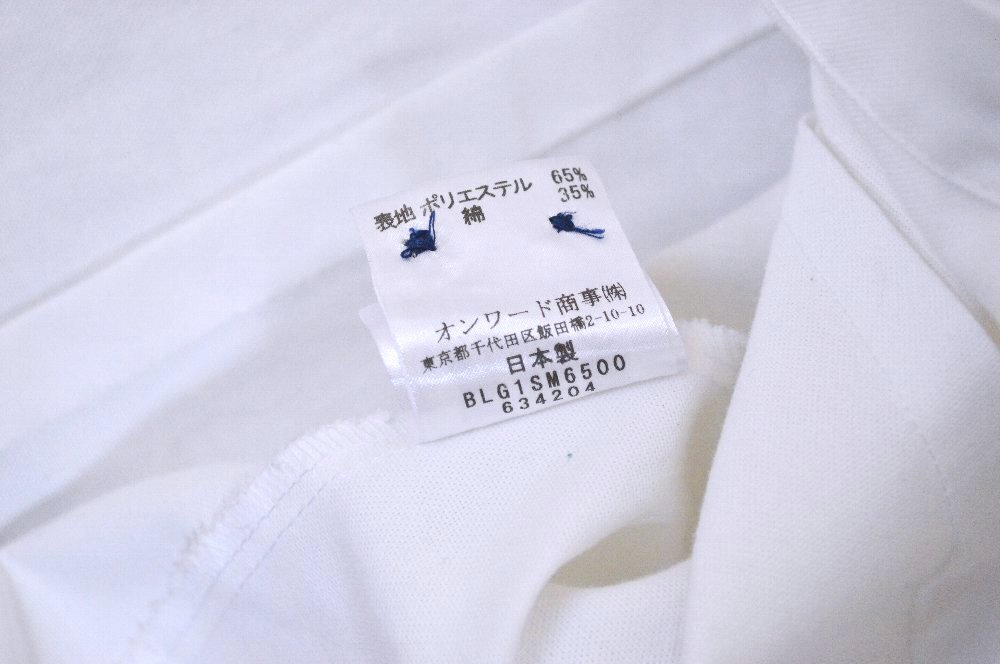 表地 ポリエステル 65%
綿 35%
オンワード商事㈱
東京都千代田区飯田橋2-10-10
日本製
BLG1SM6500
634204